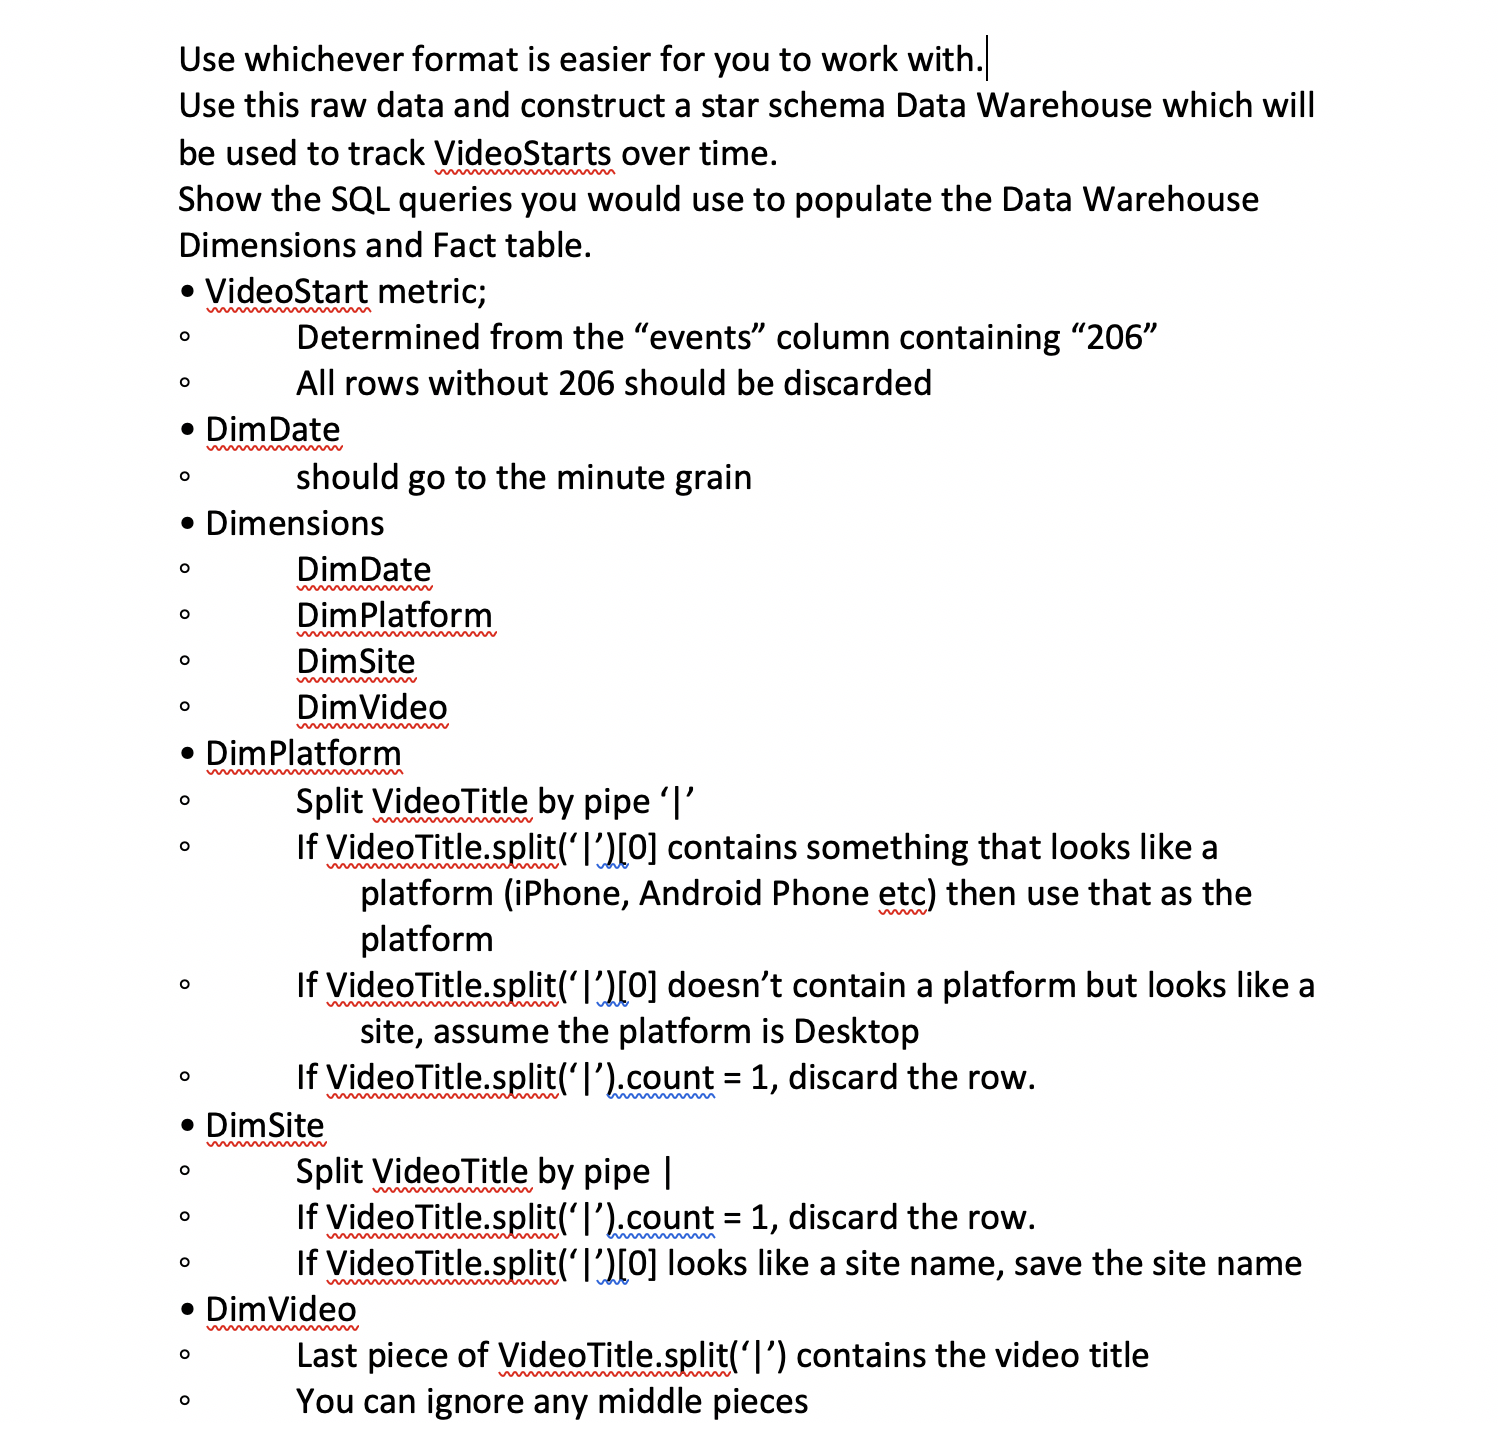 Use whichever format is easier for you to work with.
Use this raw data and construct a star schema Data Warehouse which will
be used to track VideoStarts over time.
Show the SQL queries you would use to populate the Data Warehouse
Dimensions and Fact table.
• VideoStart metric;
○ Determined from the “events” column containing “206”
○ All rows without 206 should be discarded
• DimDate
○ should go to the minute grain
• Dimensions
○ DimDate
○ DimPlatform
○ DimSite
○ DimVideo
• DimPlatform
○ Split VideoTitle by pipe ‘|’
○ If VideoTitle.split(‘|’)[0] contains something that looks like a
platform (iPhone, Android Phone etc) then use that as the
platform
○ If VideoTitle.split(‘|’)[0] doesn’t contain a platform but looks like a
site, assume the platform is Desktop
○ If VideoTitle.split(‘|’).count = 1, discard the row.
• DimSite
○ Split VideoTitle by pipe |
○ If VideoTitle.split(‘|’).count = 1, discard the row.
○ If VideoTitle.split(‘|’)[0] looks like a site name, save the site name
• DimVideo
○ Last piece of VideoTitle.split(‘|’) contains the video title
○ You can ignore any middle pieces